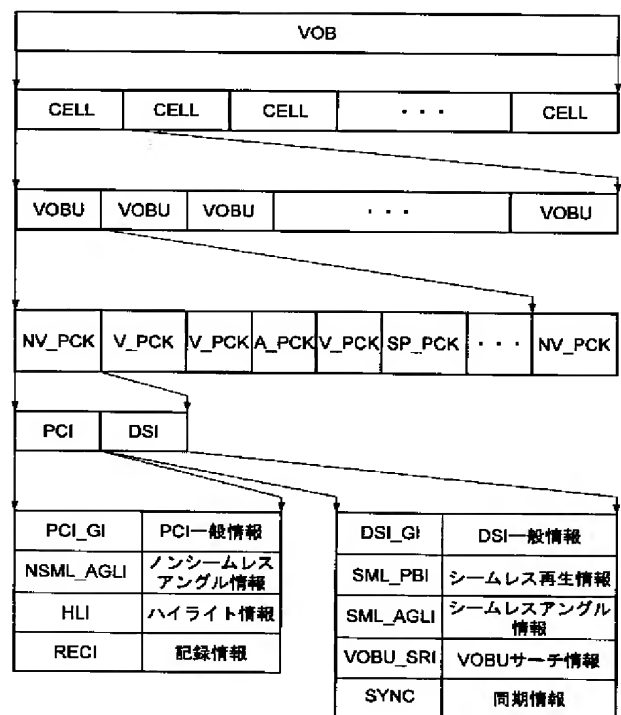 VOB
CELL CELL CELL ・・・ CELL
VOBU VOBU VOBU ・・・ VOBU
NV_PCK V_PCK V_PCK A_PCK V_PCK SP_PCK ・・・ NV_PCK
PCI DSI
PCI_GI PCI一般情報
NSML_AGLI ノンシームレス
アングル情報
HLI ハイライト情報
RECI 記録情報
DSI_GI DSI一般情報
SML_PBI シームレス再生情報
SML_AGLI シームレスアングル
情報
VOBU_SRI VOBUサーチ情報
SYNC 同期情報